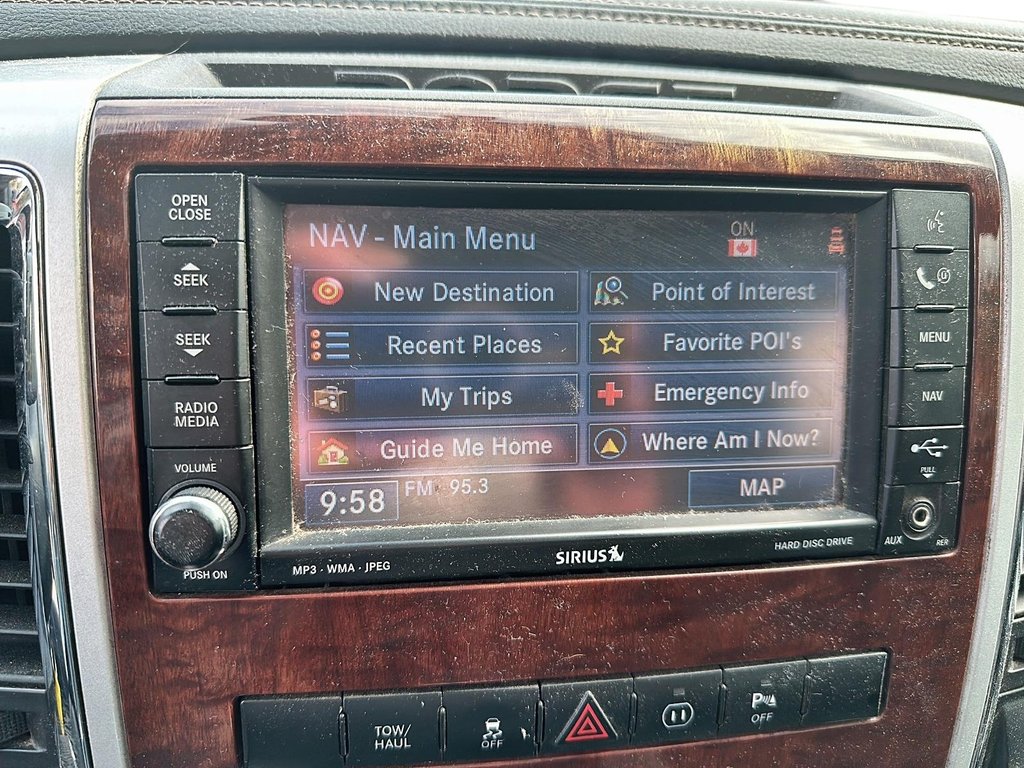 OPEN
CLOSE
SEEK
SEEK
RADIO
MEDIA
VOLUME
PUSH ON
NAV - Main Menu
ON
New Destination
Point of Interest
Recent Places
Favorite POI's
My Trips
Emergency Info
Guide Me Home
Where Am I Now?
9:58
FM 95.3
MAP
MP3 · WMA · JPEG
SIRIUS
HARD DISC DRIVE
MENU
NAV
PULL
AUX
TOW/
HAUL
OFF
P
OFF